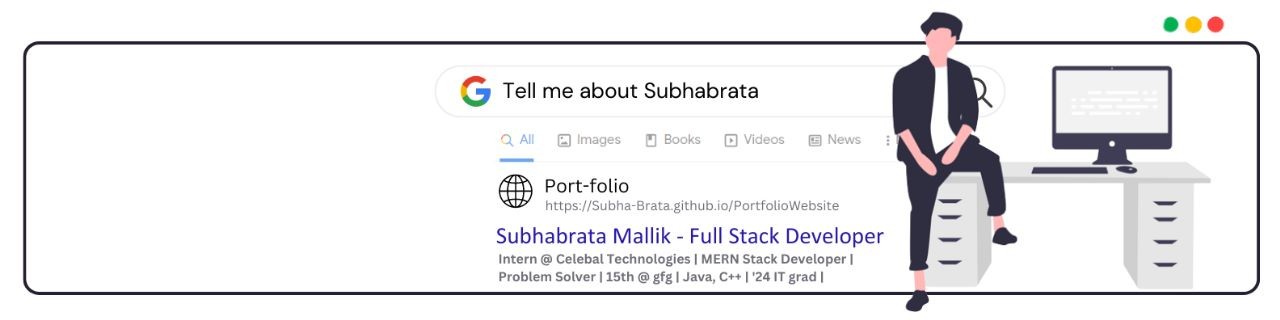 Tell me about Subhabrata
All Images Books Videos News
Port-folio
https://Subha-Brata.github.io/PortfolioWebsite
Subhabrata Mallik - Full Stack Developer
Intern @ Celebal Technologies | MERN Stack Developer |
Problem Solver | 15th @ gfg | Java, C++ | '24 IT grad |